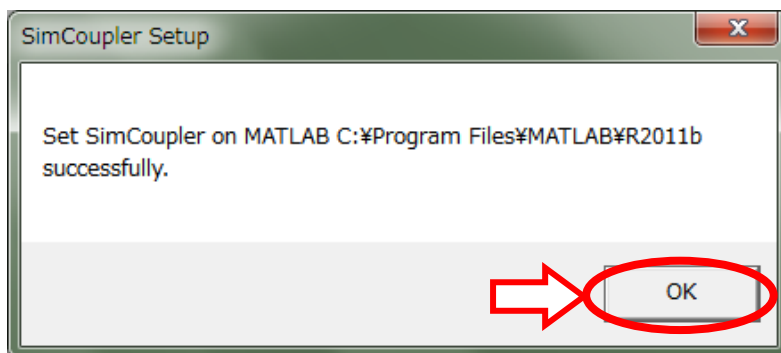 SimCoupler Setup
Set SimCoupler on MATLAB C:¥Program Files¥MATLAB¥R2011b
successfully.
OK